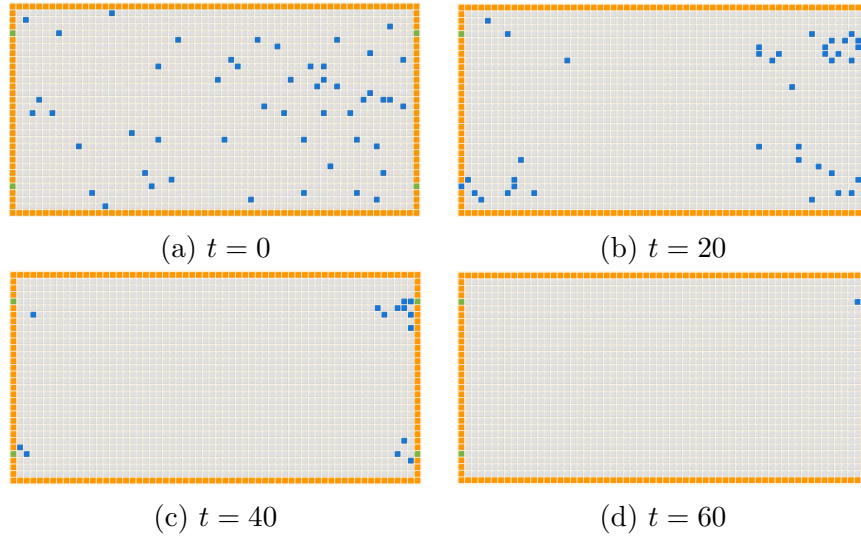 (a) t = 0
(b) t = 20
(c) t = 40
(d) t = 60